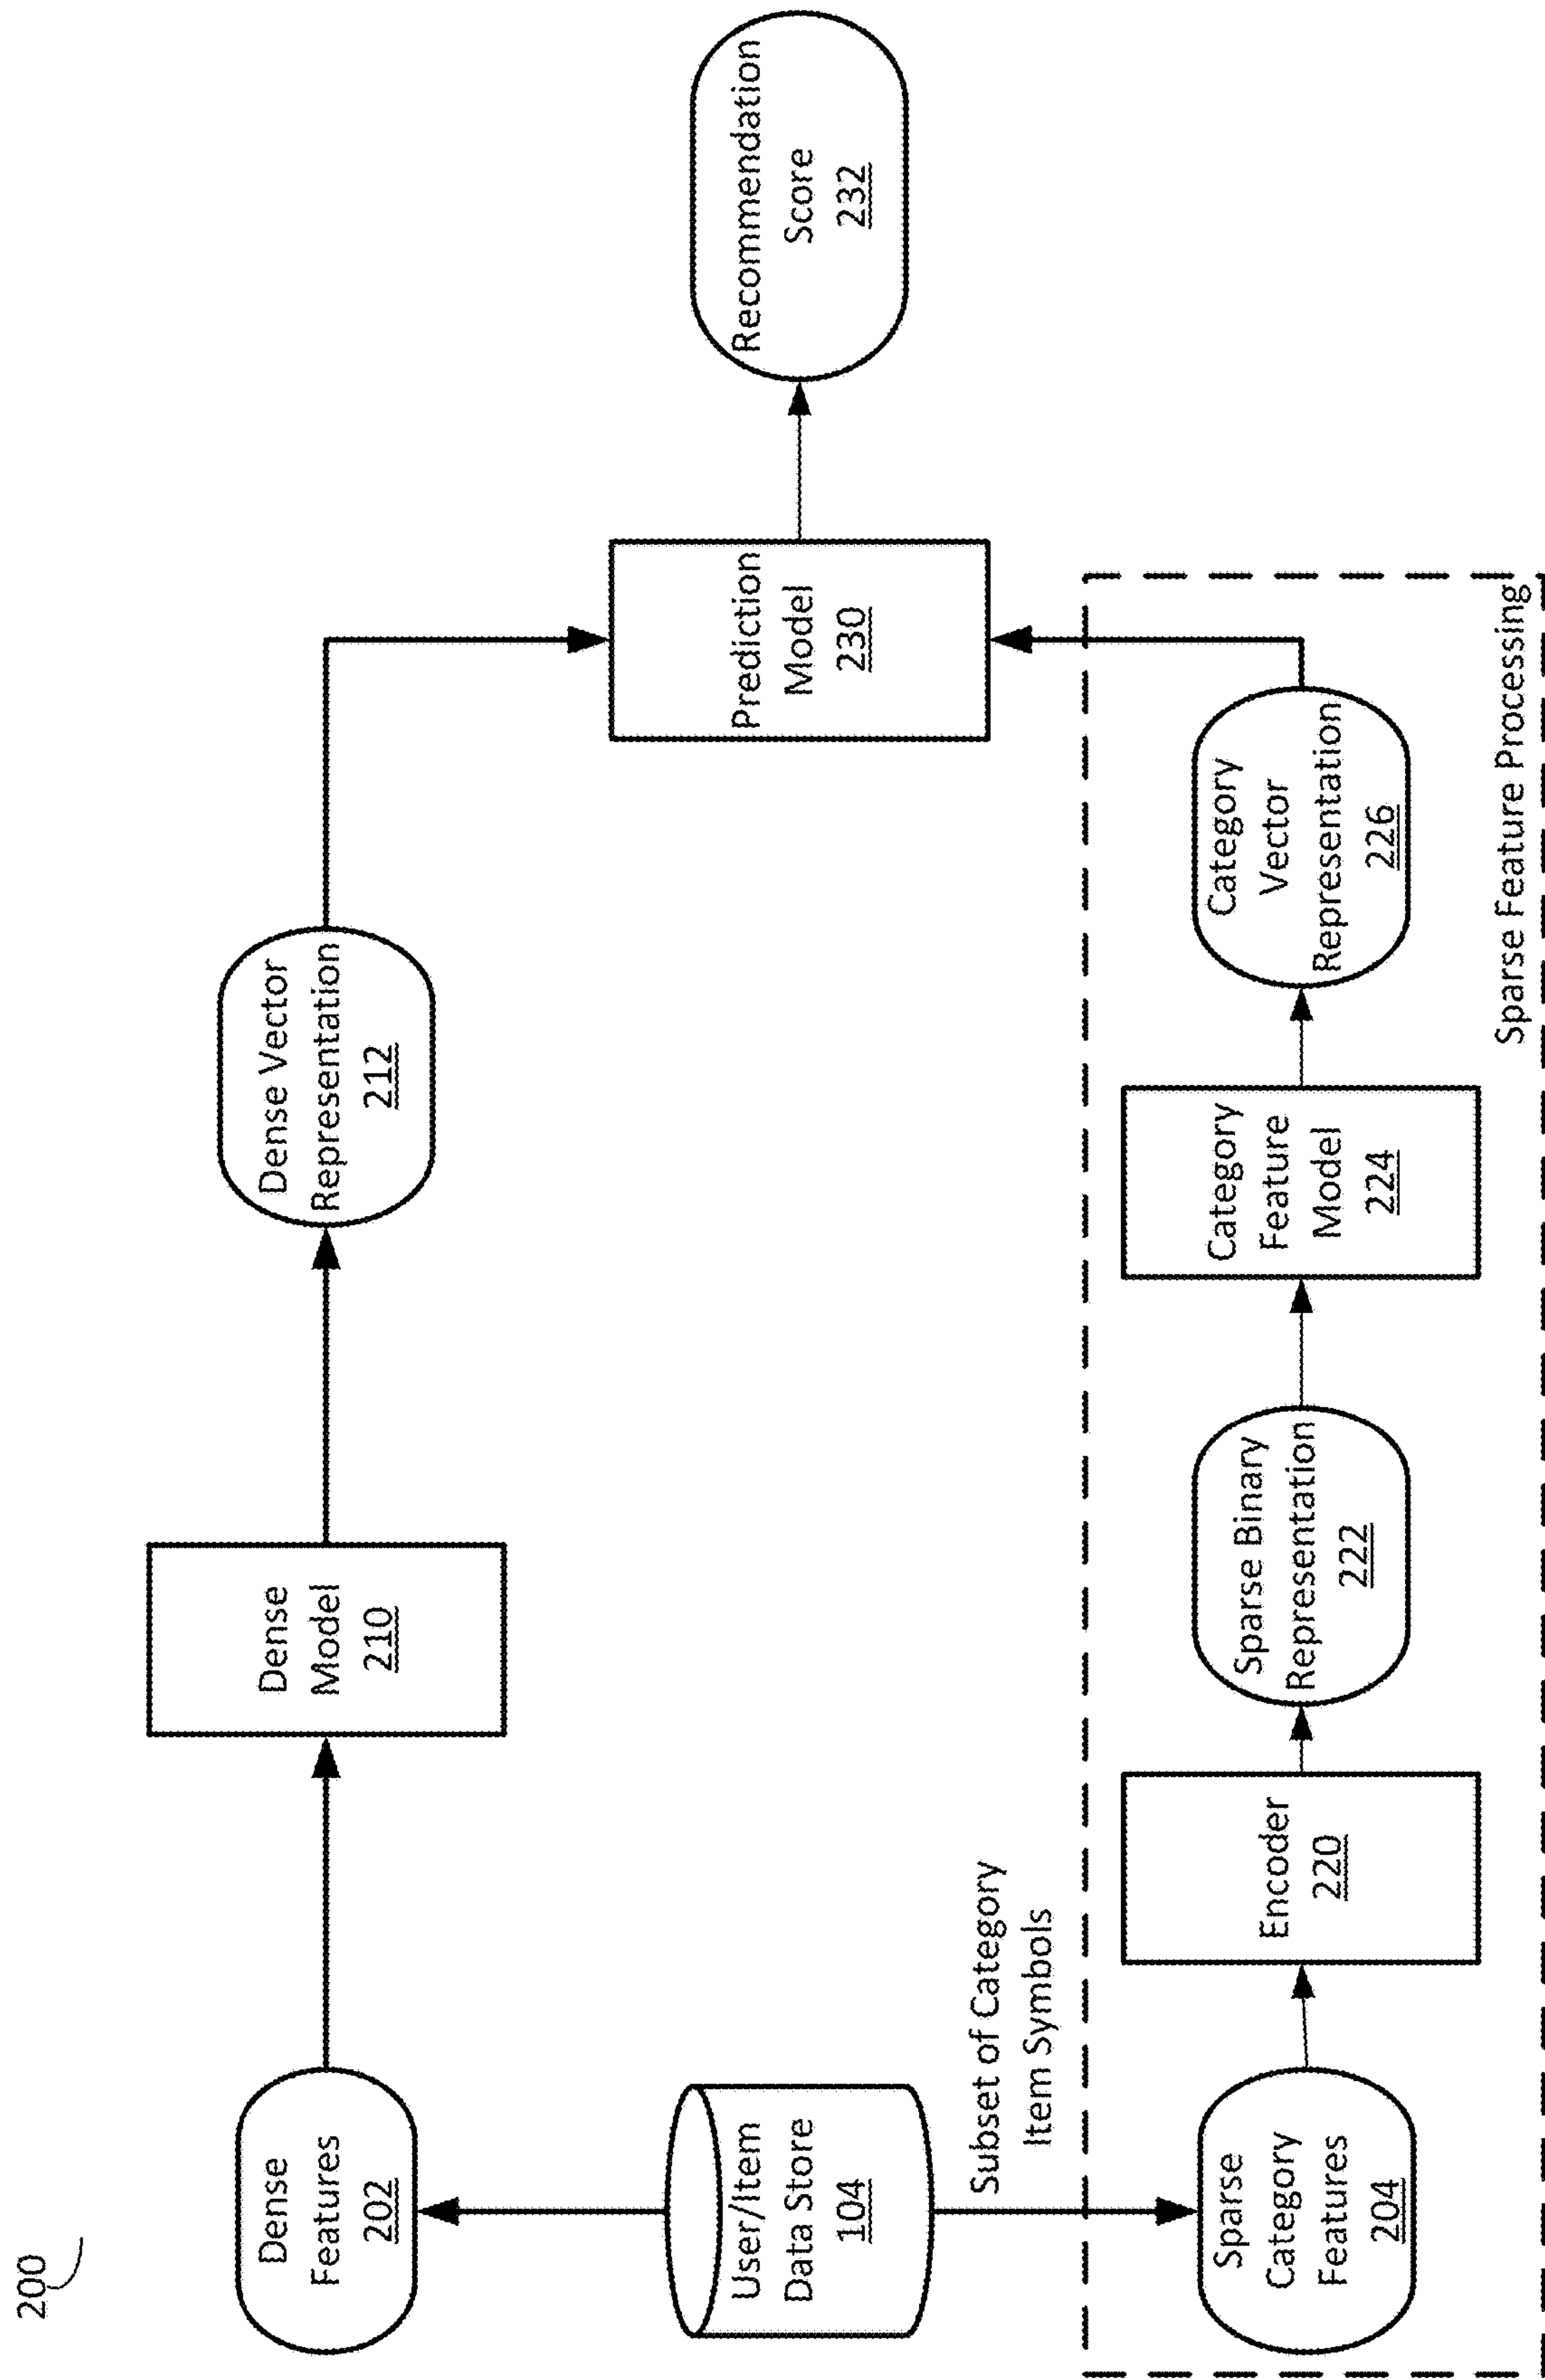 200
Dense
Features
202
Dense
Model
210
Dense Vector
Representation
212
User/Item
Data Store
104
Prediction
Model
230
Recommendation
Score
232
Subset of Category
Item Symbols
Sparse
Category
Features
204
Encoder
220
Sparse Binary
Representation
222
Category
Feature
Model
224
Category
Vector
Representation
226
Sparse Feature Processing